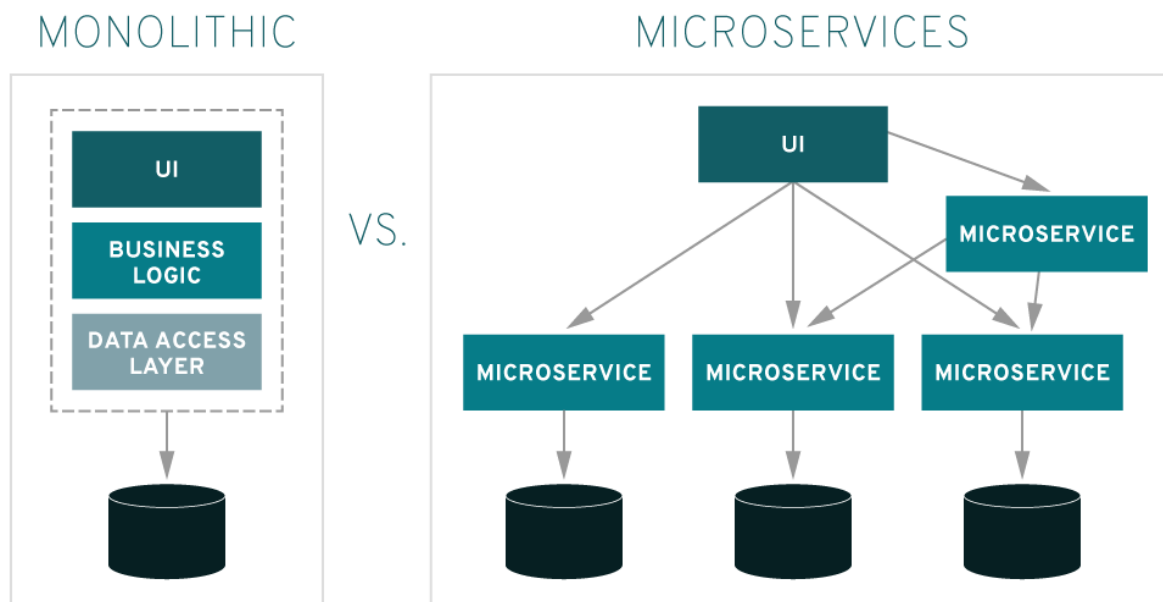 MONOLITHIC
MICROSERVICES
VS.
UI
BUSINESS
LOGIC
DATA ACCESS
LAYER
UI
MICROSERVICE
MICROSERVICE
MICROSERVICE
MICROSERVICE